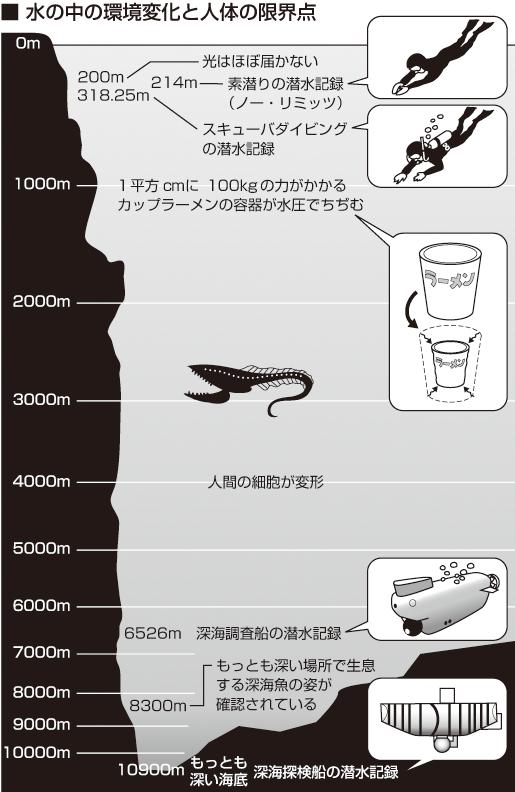 ■ 水の中の環境変化と人体の限界点
0m
光はほぼ届かない
200m
214m
素潜りの潜水記録
(ノー・リミッツ)
318.25m
スキューバダイビング
の潜水記録
1000m
1平方cmに 100kgの力がかかる
カップラーメンの容器が水圧でちぢむ
ラーメン
ラーメン
2000m
3000m
4000m
人間の細胞が変形
5000m
6000m
6526m 深海調査船の潜水記録
7000m
もっとも深い場所で生息
する深海魚の姿が
確認されている
8000m
8300m
9000m
10000m
10900m
もっとも
深い海底
深海探検船の潜水記録